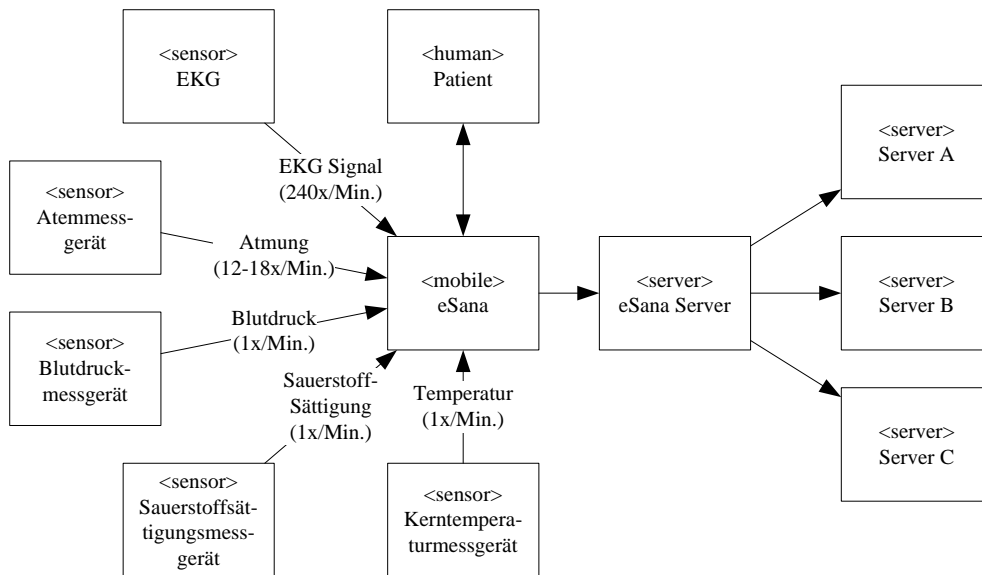 <sensor>
EKG
<human>
Patient
<server>
Server A
EKG Signal
(240x/Min.)
<sensor>
Atemmess-
gerät
Atmung
(12-18x/Min.)
<mobile>
eSana
<server>
eSana Server
<server>
Server B
<sensor>
Blutdruck-
messgerät
Blutdruck
(1x/Min.)
Sauerstoff-
Sättigung
(1x/Min.)
Temperatur
(1x/Min.)
<server>
Server C
<sensor>
Sauerstoffsät-
tigungsmess-
gerät
<sensor>
Kerntempera-
turmessgerät